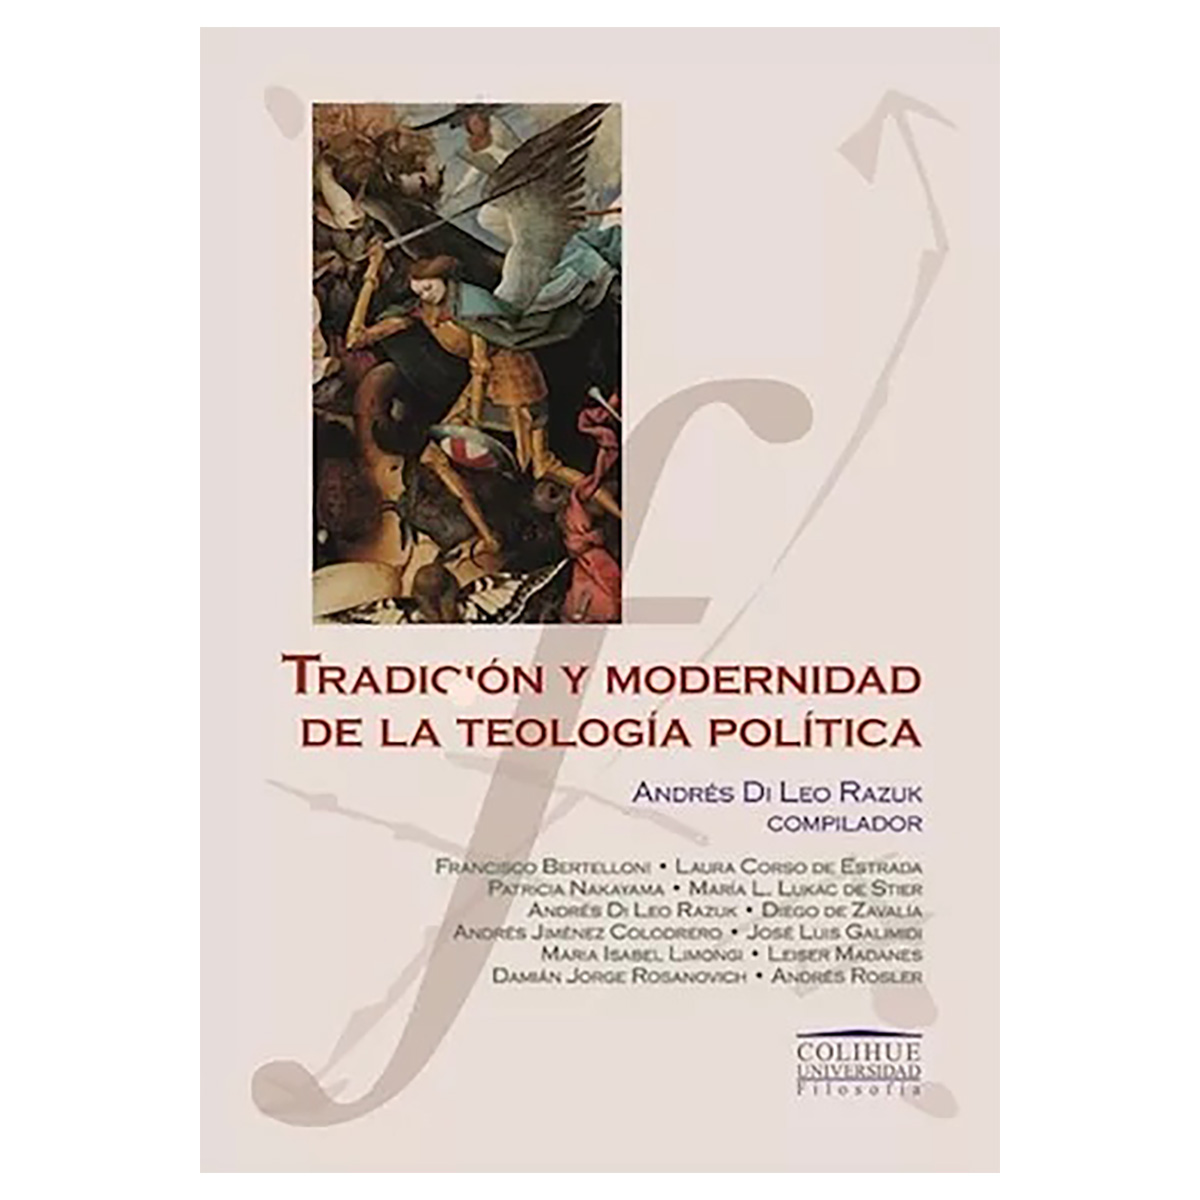 TRADICIÓN Y MODERNIDAD
DE LA TEOLOGÍA POLÍTICA
ANDRÉS DI LEO RAZUK
COMPILADOR
FRANCISCO BERTELLONI • LAURA CORSO DE ESTRADA
PATRICIA NAKAYAMA • MARÍA L. LUKAC DE STIER
ANDRÉS DI LEO RAZUK • DIEGO DE ZAVALÍA
ANDRÉS JIMÉNEZ COLODRERO • JOSÉ LUIS GALIMIDI
MARIA ISABEL LIMONGI • LEISER MADANES
DAMIÁN JORGE ROSANOVICH • ANDRÉS ROSLER
COLIHUE
UNIVERSIDAD
Filosofía